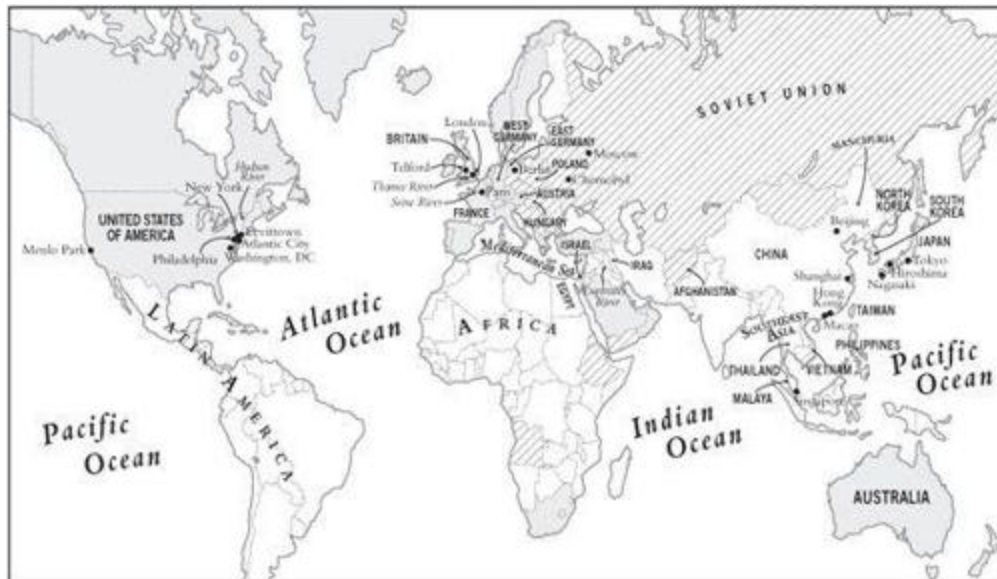 SOVIET UNION
MANCHURIA
London
WEST
GERMANY
EAST
GERMANY
BRITAIN
Telford
Thames River
Seine River
Paris
Berlin
POLAND
Moscow
Chernobyl
AUSTRIA
FRANCE
HUNGARY
Hudson
River
New York
UNITED STATES
OF AMERICA
Levittown
Atlantic City
Menlo Park
Philadelphia
Washington, DC
Mediterranean Sea
ISRAEL
IRAQ
River
EGYPT
AFGHANISTAN
CHINA
Beijing
NORTH
KOREA
SOUTH
KOREA
JAPAN
Tokyo
Hiroshima
Nagasaki
Shanghai
Hong
Kong
Macau
TAIWAN
SOUTHEAST
ASIA
PHILIPPINES
THAILAND
VIETNAM
MALAYA
Singapore
Atlantic
Ocean
AFRICA
LATIN AMERICA
Pacific
Ocean
Indian
Ocean
Pacific
Ocean
AUSTRALIA